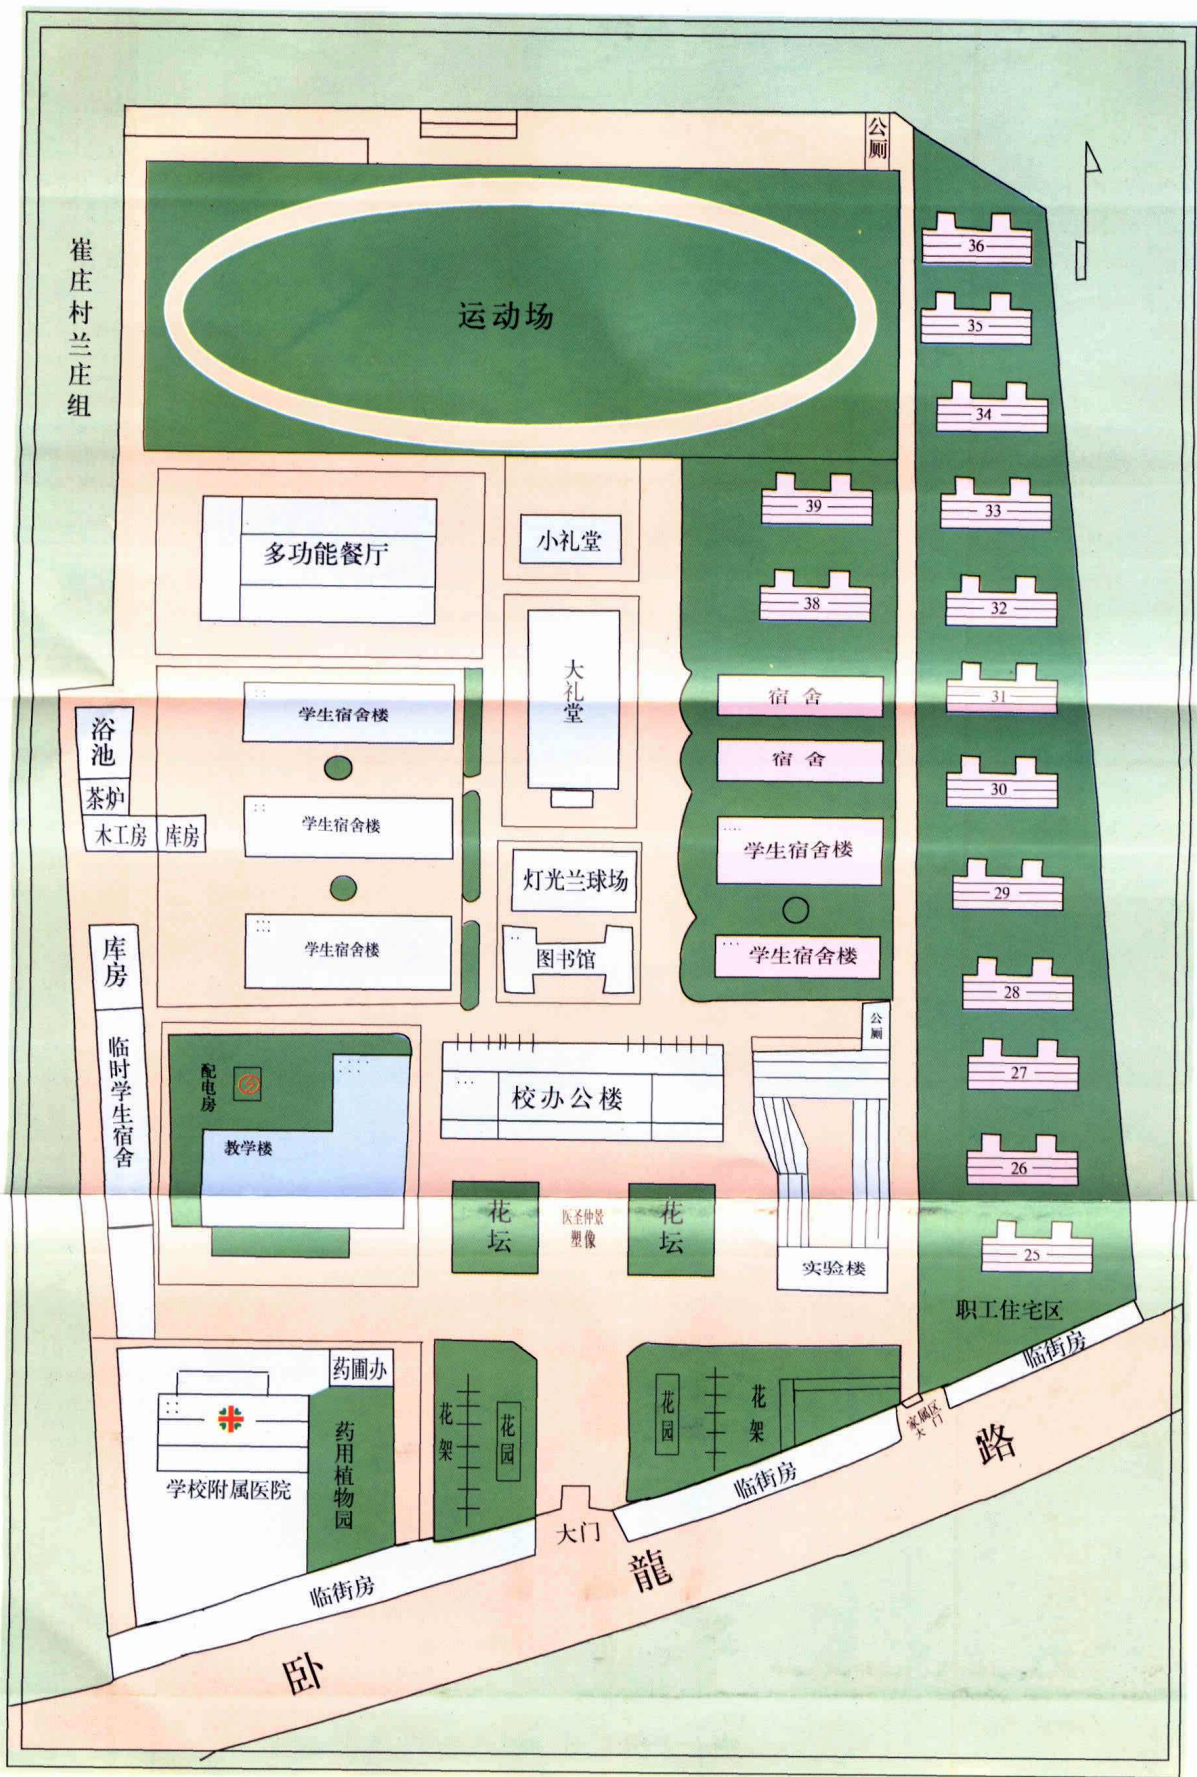 公厕
崔庄村兰庄组
运动场
36
35
34
33
32
31
30
29
28
27
26
25
39
38
多功能餐厅
小礼堂
大礼堂
宿舍
宿舍
学生宿舍楼
学生宿舍楼
学生宿舍楼
学生宿舍楼
学生宿舍楼
浴池
茶炉
木工房
库房
灯光兰球场
图书馆
库房
临时学生宿舍
公厕
配电房
教学楼
校办公楼
花坛
医圣仲景
塑像
花坛
实验楼
职工住宅区
临街房
药圃办
学校附属医院
药用植物园
花架
花园
花园
花架
家属区
大门
临街房
大门
临街房
卧龍路